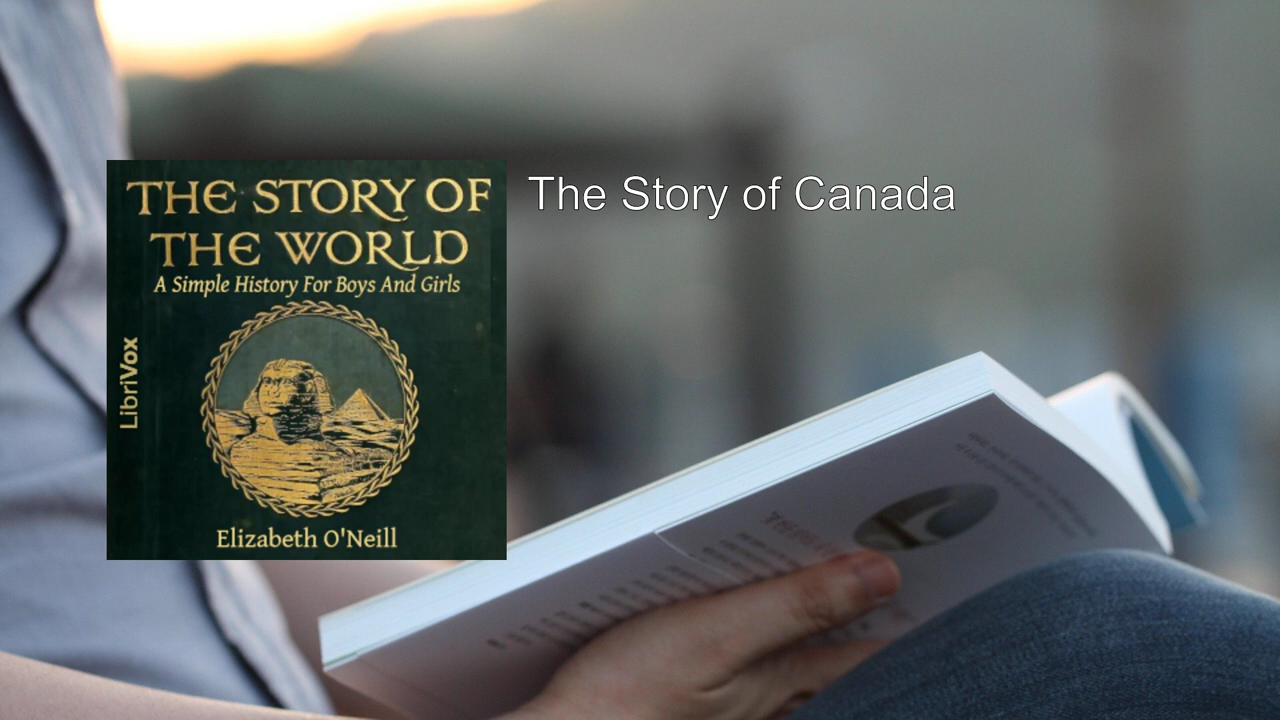 THE STORY OF
THE WORLD
A Simple History For Boys And Girls
LibriVox
Elizabeth O'Neill
The Story of Canada